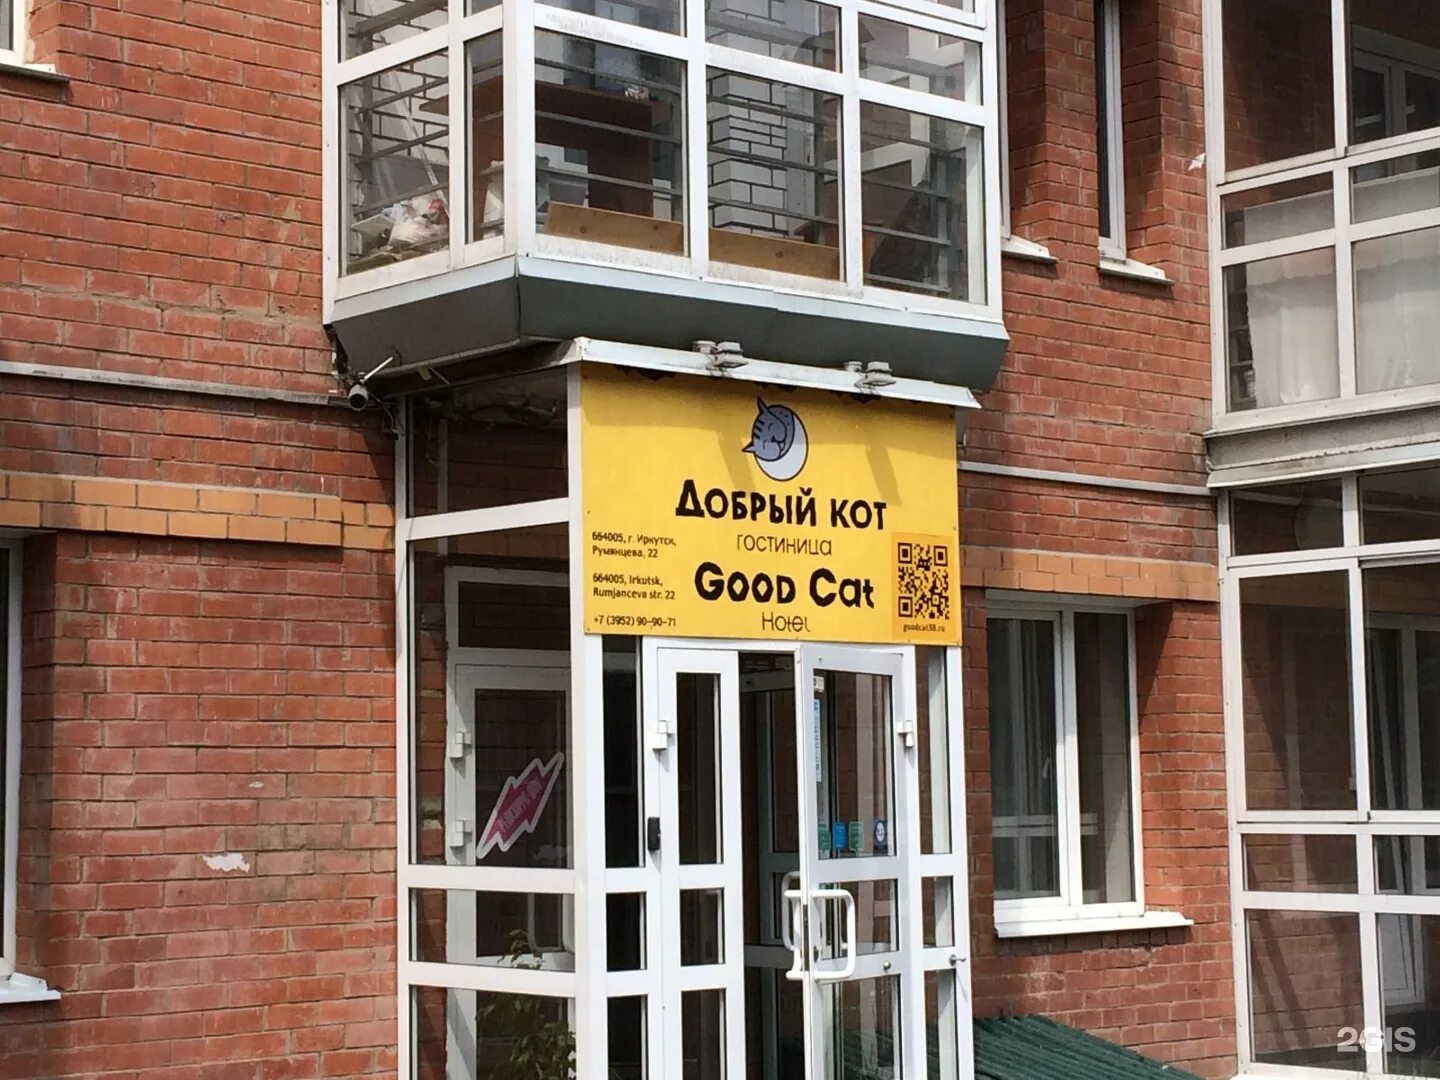 Добрый кот
гостиница
Good Cat
Hotel
664005, г. Иркутск,
Румянцева, 22
664005, Irkutsk,
Rumjanceva str. 22
+7 (3952) 90-90-71
goodcat38.ru
2GIS